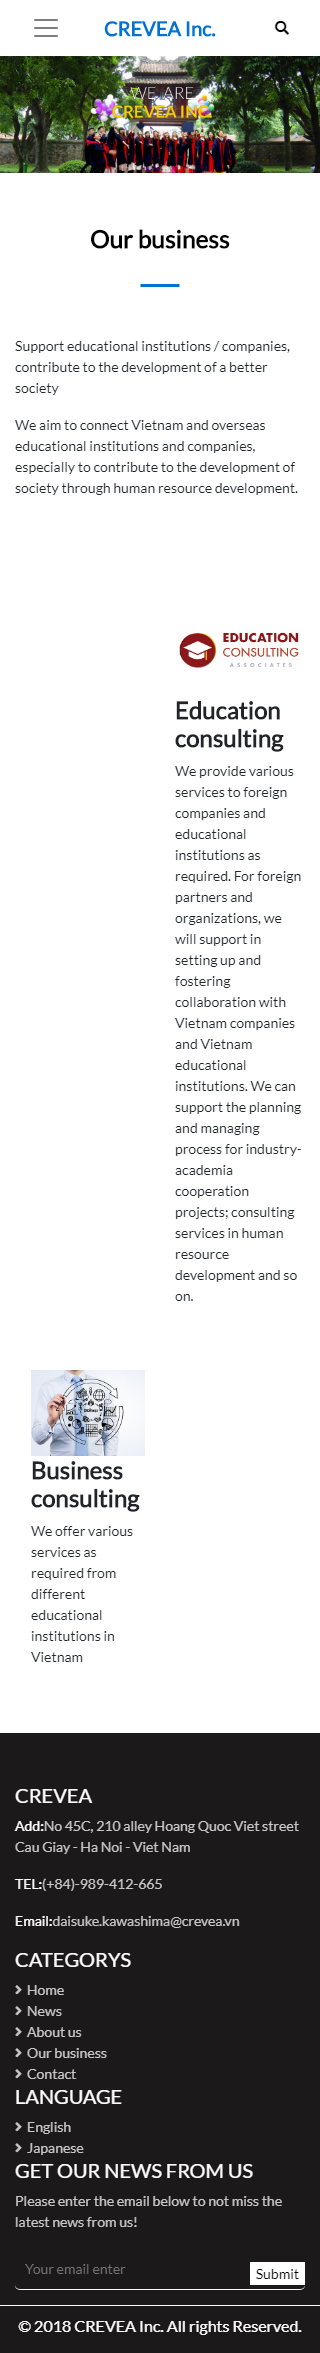 CREVEA Inc.
WE ARE
CREVEA INC.
Our business
Support educational institutions / companies,
contribute to the development of a better
society
We aim to connect Vietnam and overseas
educational institutions and companies,
especially to contribute to the development of
society through human resource development.
EDUCATION
CONSULTING
ASSOCIATES
Education
consulting
We provide various
services to foreign
companies and
educational
institutions as
required. For foreign
partners and
organizations, we
will support in
setting up and
fostering
collaboration with
Vietnam companies
and Vietnam
educational
institutions. We can
support the planning
and managing
process for industry-
academia
cooperation
projects; consulting
services in human
resource
development and so
on.
Business
consulting
We offer various
services as
required from
different
educational
institutions in
Vietnam
CREVEA
Add:No 45C, 210 alley Hoang Quoc Viet street
Cau Giay - Ha Noi - Viet Nam
TEL:(+84)-989-412-665
Email:daisuke.kawashima@crevea.vn
CATEGORYS
Home
News
About us
Our business
Contact
LANGUAGE
English
Japanese
GET OUR NEWS FROM US
Please enter the email below to not miss the
latest news from us!
Your email enter
Submit
© 2018 CREVEA Inc. All rights Reserved.